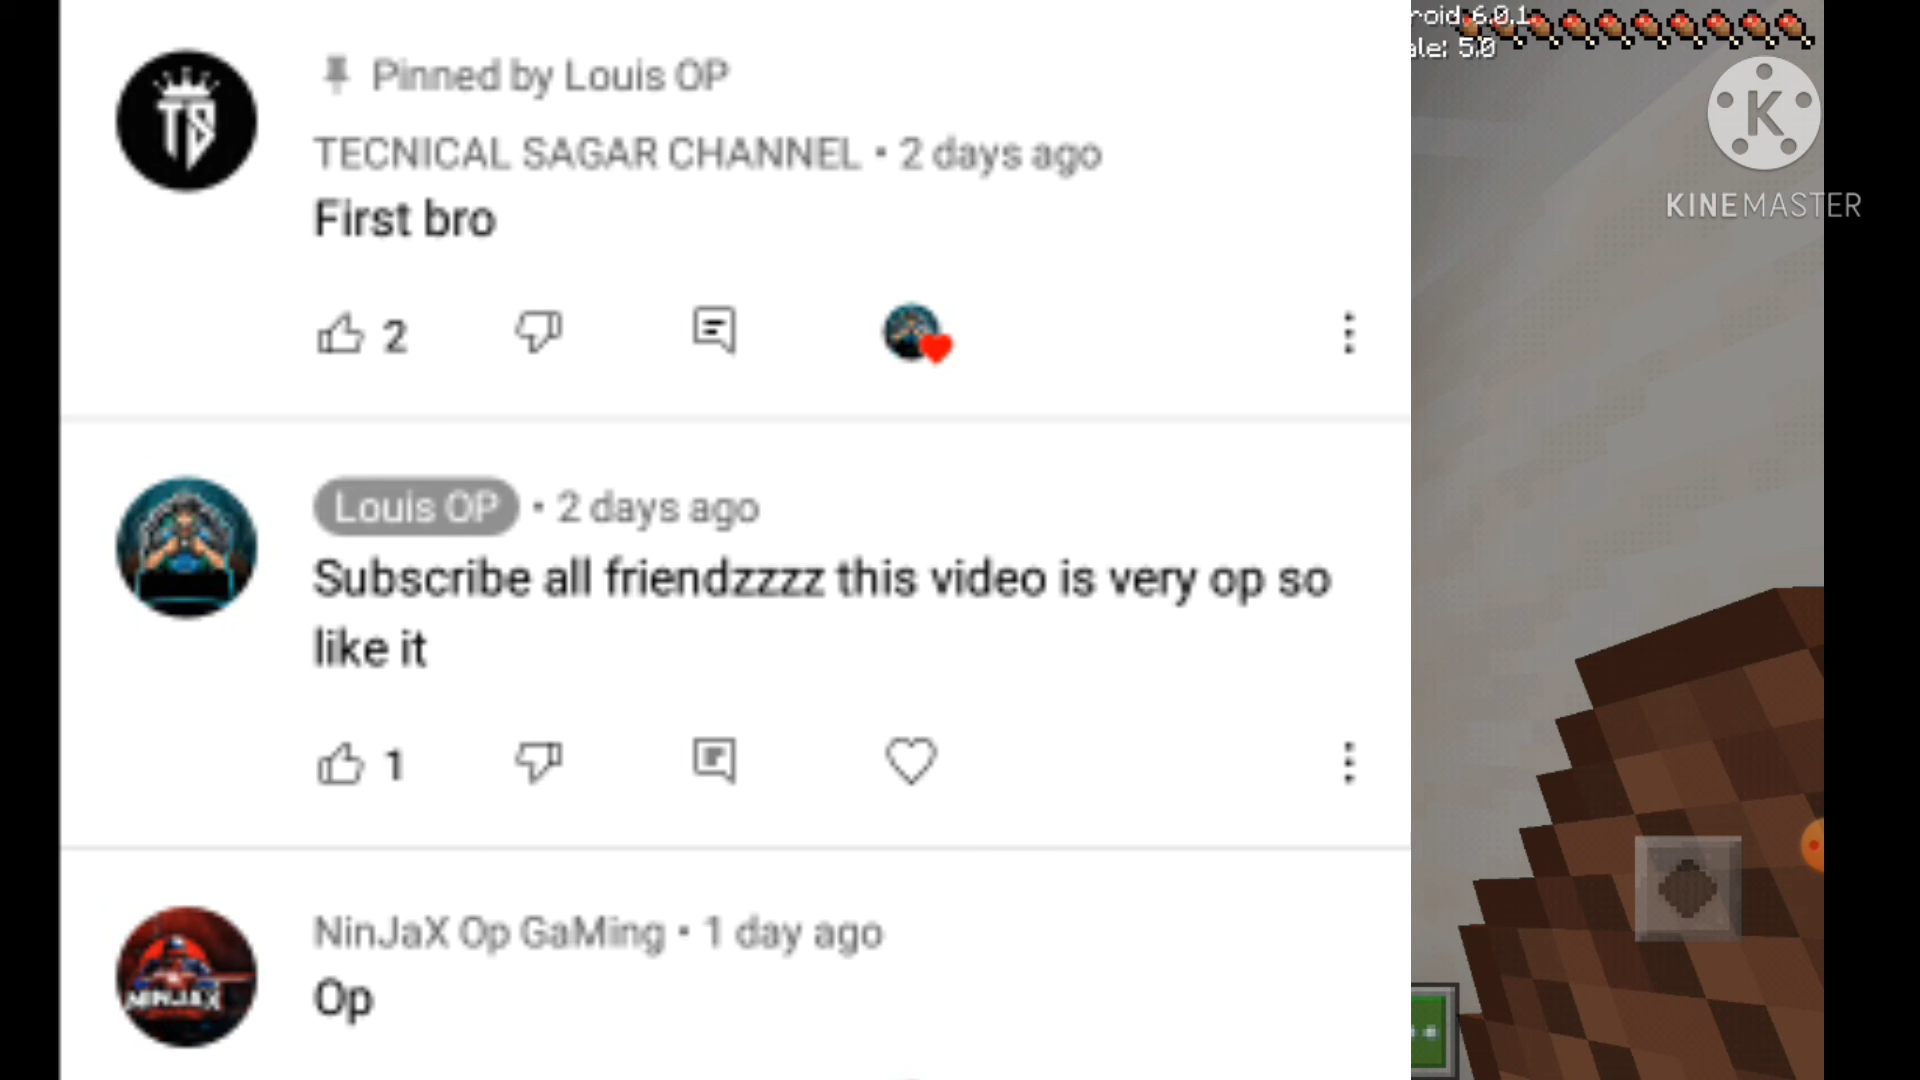 Pinned by Louis OP
TECNICAL SAGAR CHANNEL • 2 days ago
First bro
2
Louis OP • 2 days ago
Subscribe all friendzzzz this video is very op so
like it
1
NinJaX Op GaMing • 1 day ago
Op
NINJAX
roid 6.0.1
ale: 5.0
K
KINEMASTER